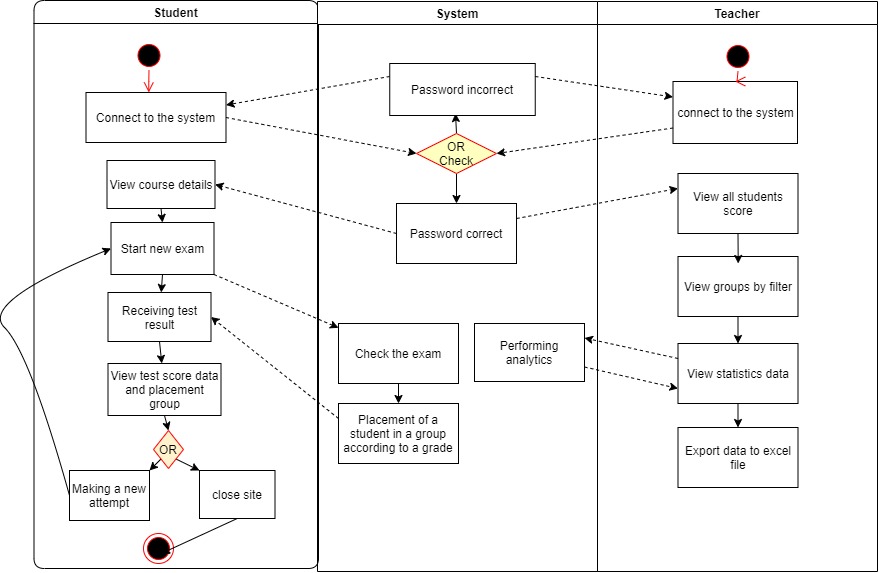 Student
System
Teacher
Connect to the system
Password incorrect
connect to the system
OR
Check
View course details
Password correct
View all students
score
Start new exam
View groups by filter
Receiving test
result
Check the exam
Performing
analytics
View statistics data
View test score data
and placement
group
Placement of a
student in a group
according to a grade
Export data to excel
file
OR
Making a new
attempt
close site